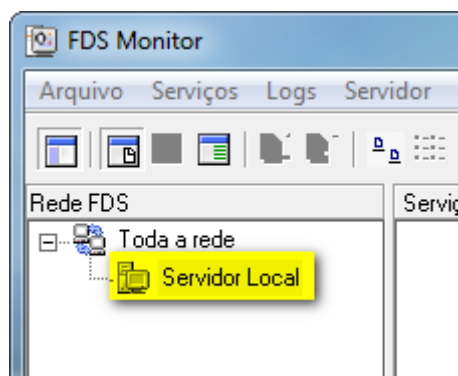 FDS Monitor
Arquivo Serviços Logs Servidor
Rede FDS
Toda a rede
Servidor Local